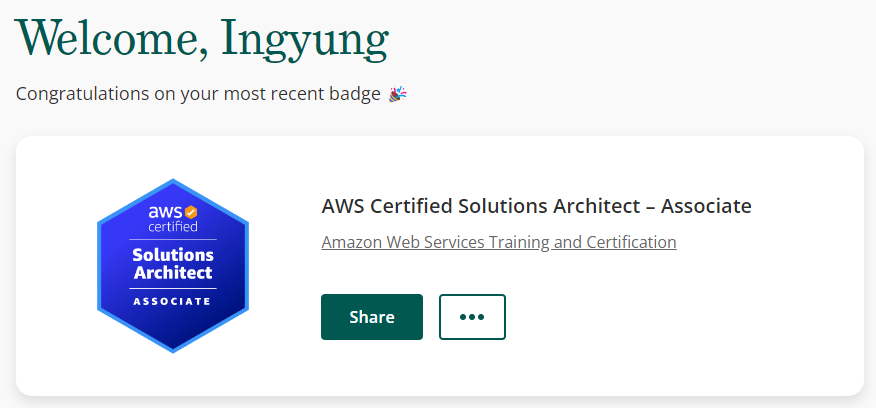 Welcome, Ingyung
Congratulations on your most recent badge 🎉
aws
certified
Solutions
Architect
ASSOCIATE
AWS Certified Solutions Architect – Associate
Amazon Web Services Training and Certification
Share
•••